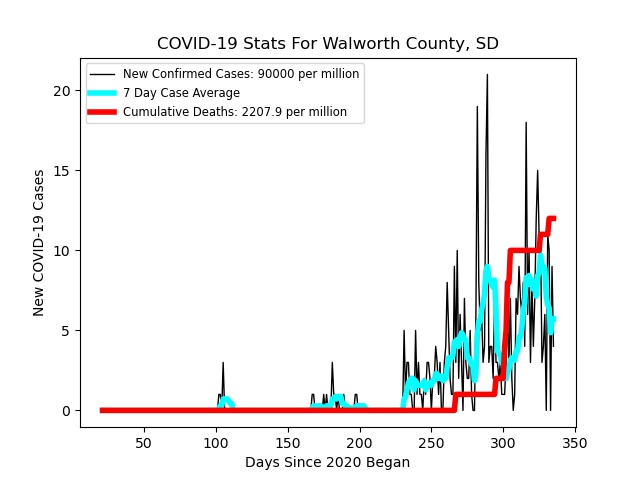 COVID-19 Stats For Walworth County, SD
New Confirmed Cases: 90000 per million
7 Day Case Average
Cumulative Deaths: 2207.9 per million
New COVID-19 Cases
20
15
10
5
0
50 100 150 200 250 300 350
Days Since 2020 Began